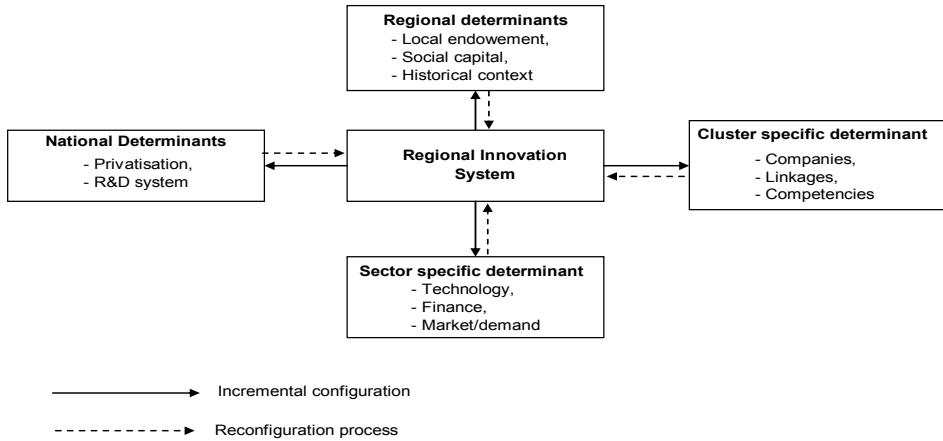 Regional determinants
- Local endowement,
- Social capital,
- Historical context
National Determinants
- Privatisation,
- R&D system
Regional Innovation
System
Cluster specific determinant
- Companies,
- Linkages,
- Competencies
Sector specific determinant
- Technology,
- Finance,
- Market/demand
Incremental configuration
Reconfiguration process